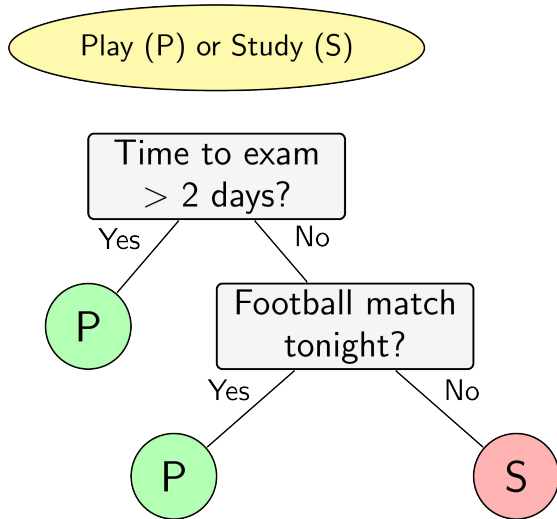 Play (P) or Study (S)
Time to exam
> 2 days?
Yes
No
P
Football match
tonight?
Yes
No
P
S